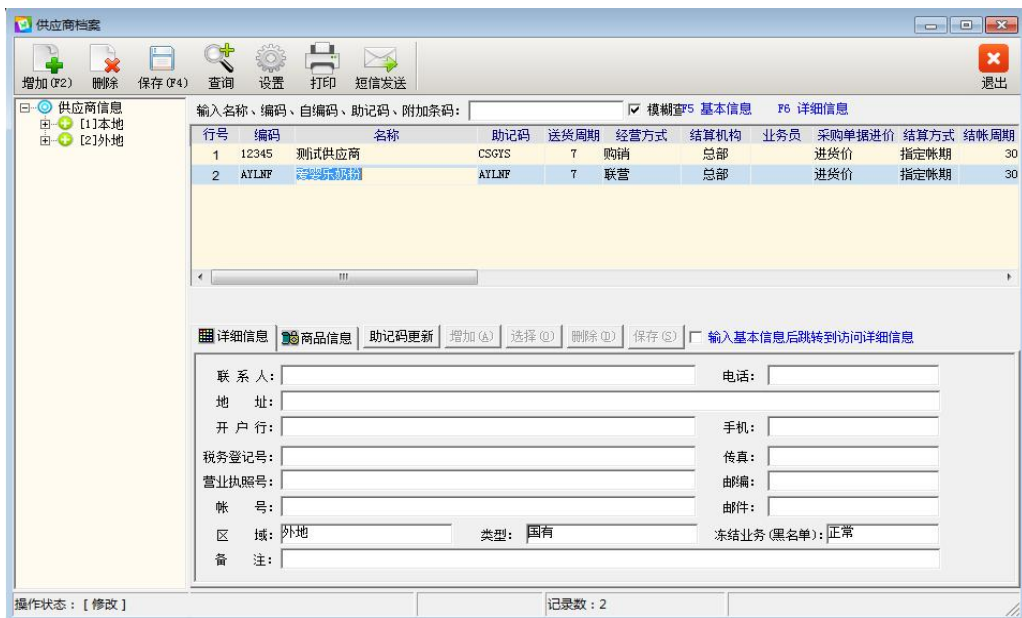 供应商档案
增加(F2) 删除 保存(F4) 查询 设置 打印 短信发送 退出
供应商信息
[1]本地
[2]外地
输入名称、编码、自编码、助记码、附加条码: 模糊查 F5 基本信息 F6 详细信息
行号 编码 名称 助记码 送货周期 经营方式 结算机构 业务员 采购单据进价 结算方式 结帐周期
1 12345 测试供应商 CSGYS 7 购销 总部 进货价 指定帐期 30
2 AYLNF 爱婴乐奶粉 AYLNF 7 联营 总部 进货价 指定帐期 30
详细信息 商品信息 助记码更新 增加(A) 选择(O) 删除(D) 保存(S) 输入基本信息后跳转到访问详细信息
联系人: 电话:
地 址:
开户行: 手机:
税务登记号: 传真:
营业执照号: 邮编:
帐 号: 邮件:
区 域: 外地 类型: 国有 冻结业务(黑名单): 正常
备 注:
操作状态: [修改] 记录数: 2